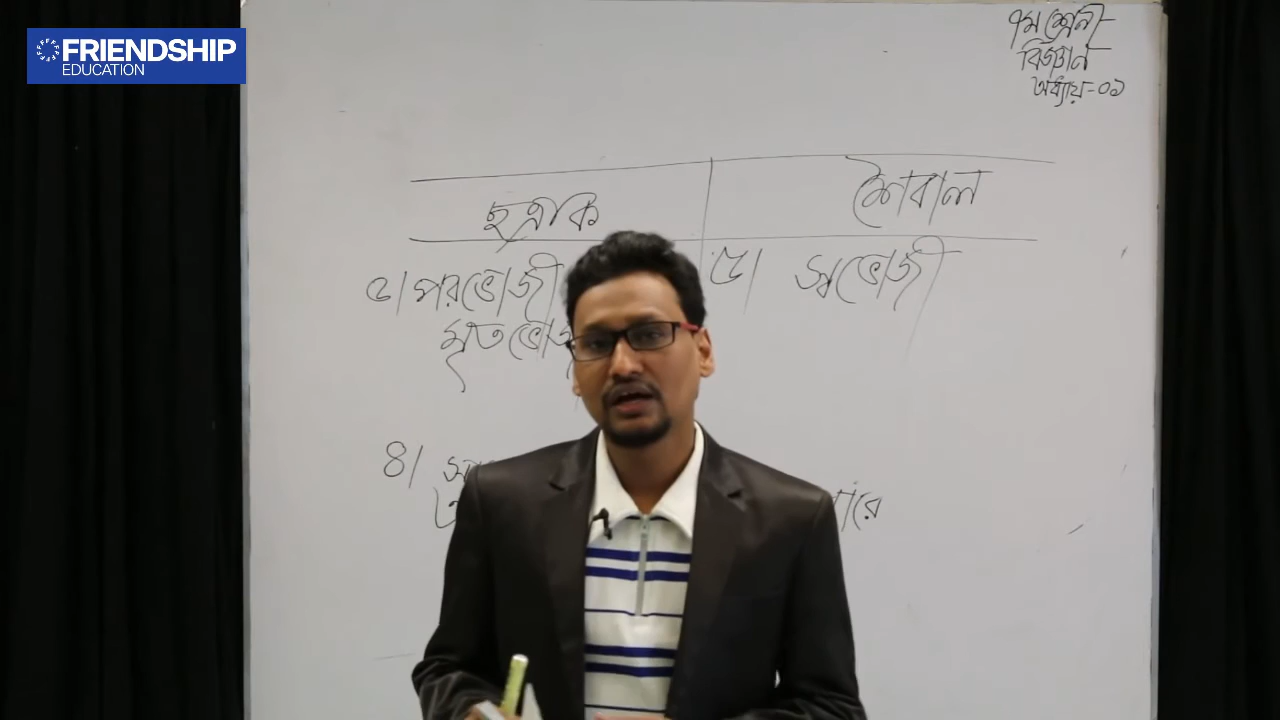 FRIENDSHIP
EDUCATION
৭ম শ্রেনী
বিজ্ঞান
অধ্যায়-০১
ছত্রাক
শৈবাল
৩। পরভোজী
মৃতভোজ
৩। স্বভোজী
৪।